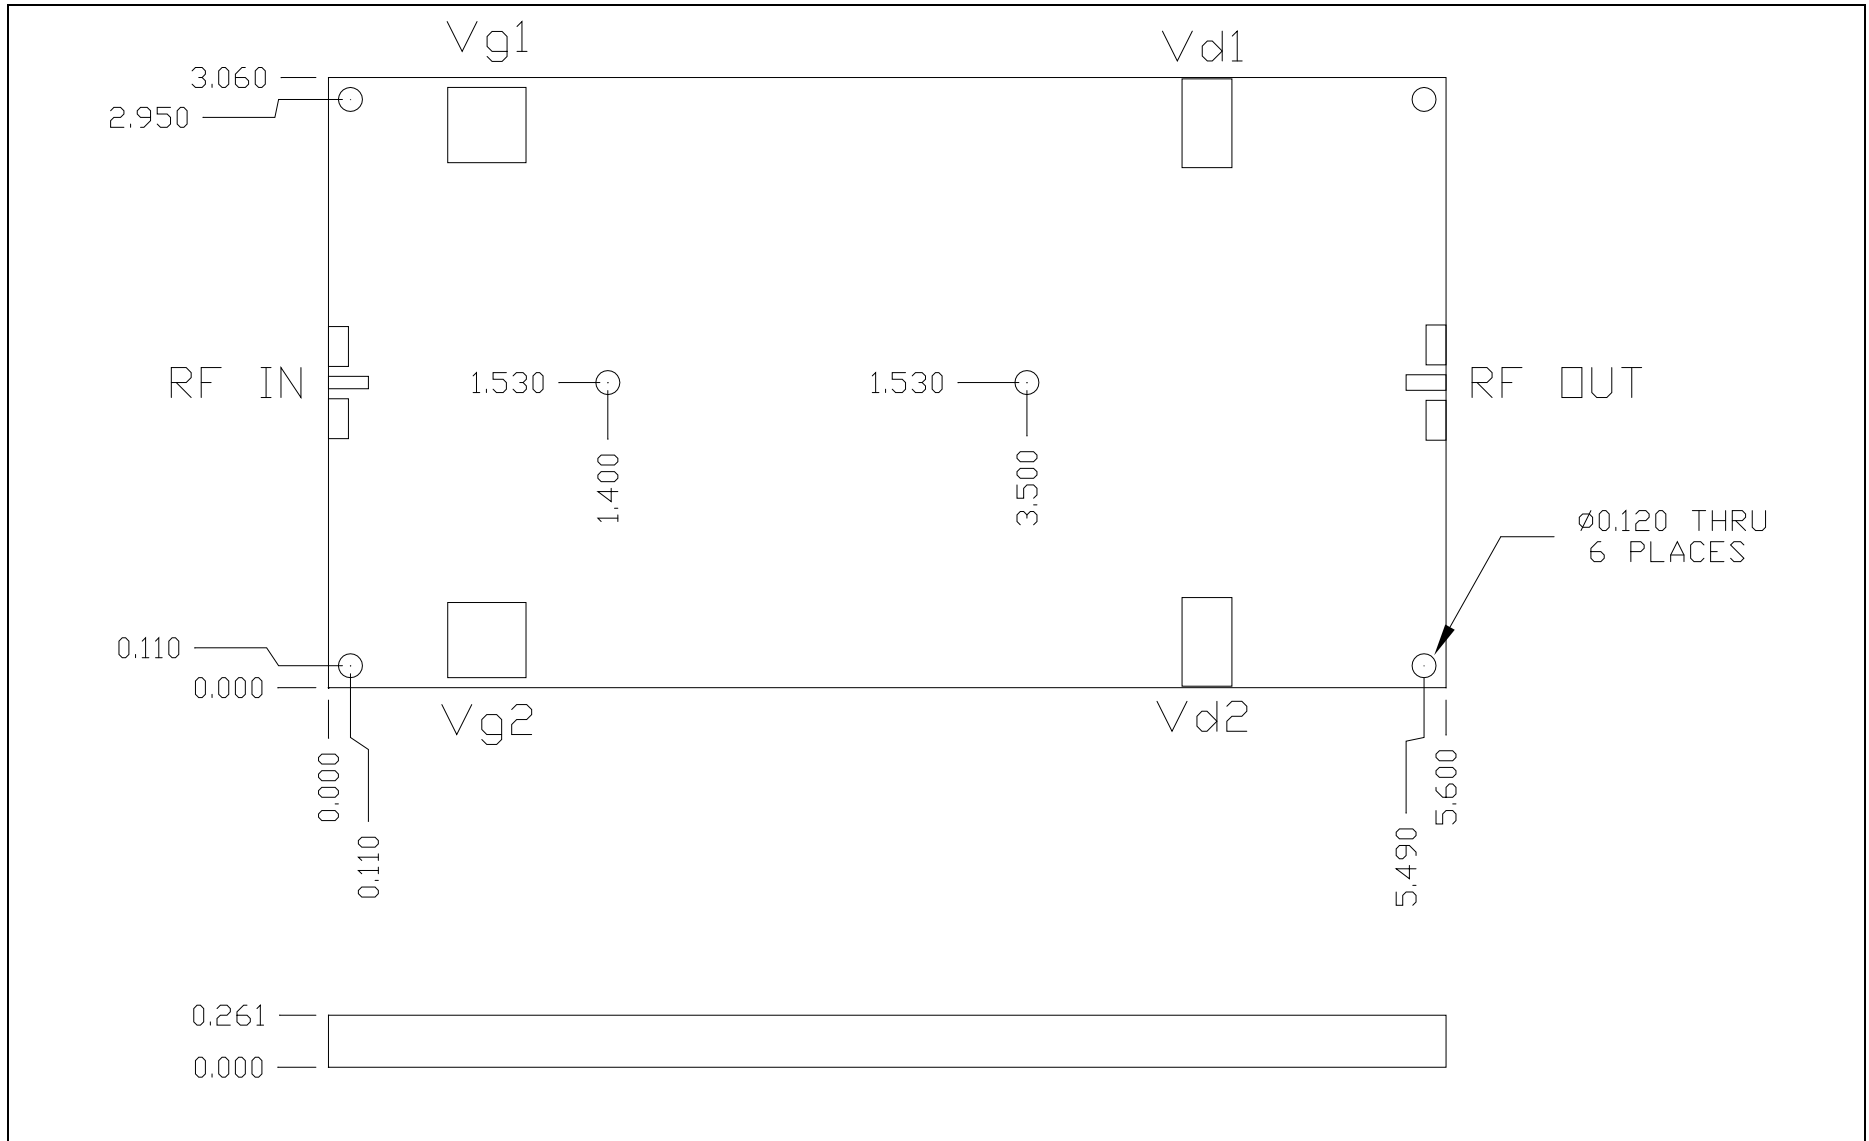 Vg1
Vd1
3.060
2.950
RF IN
1.530
1.530
RF OUT
1.400
3.500
Ø0.120 THRU
6 PLACES
0.110
0.000
Vg2
Vd2
0.000
0.110
5.490
5.600
0.261
0.000